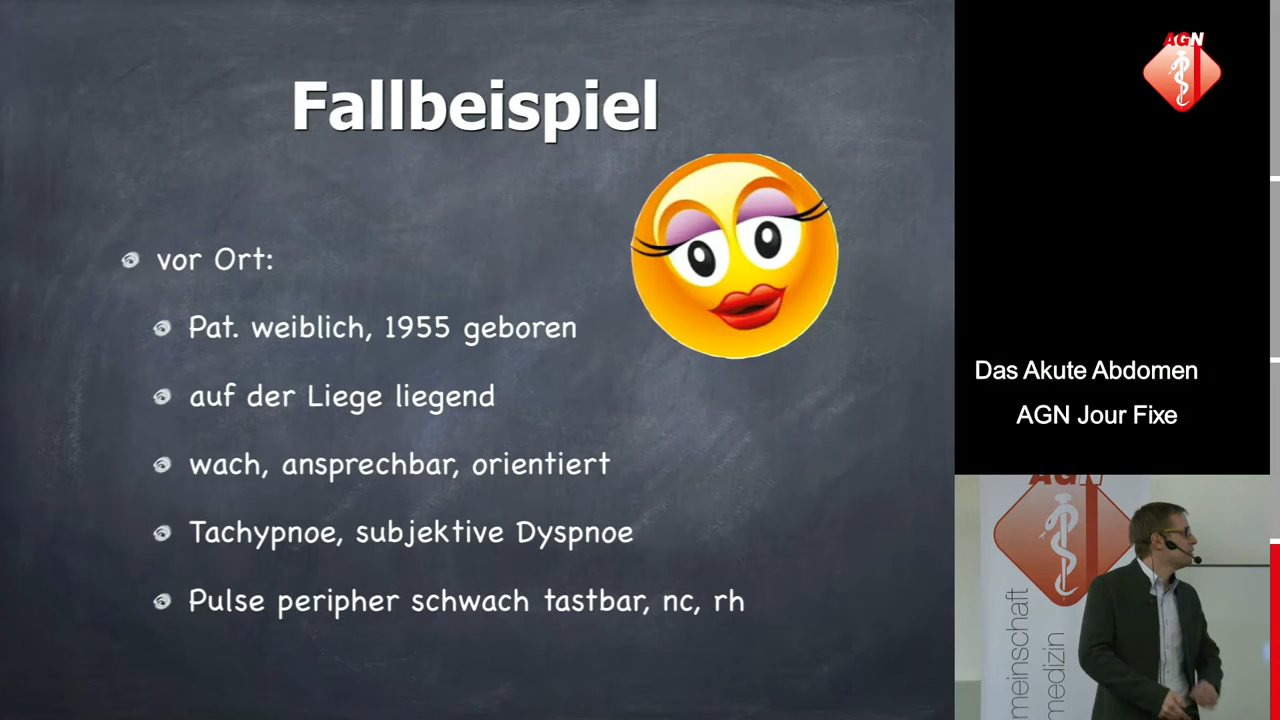 Fallbeispiel
vor Ort:
Pat. weiblich, 1955 geboren
auf der Liege liegend
wach, ansprechbar, orientiert
Tachypnoe, subjektive Dyspnoe
Pulse peripher schwach tastbar, nc, rh
AGN
Das Akute Abdomen
AGN Jour Fixe
AGN
meinschaft
medizin